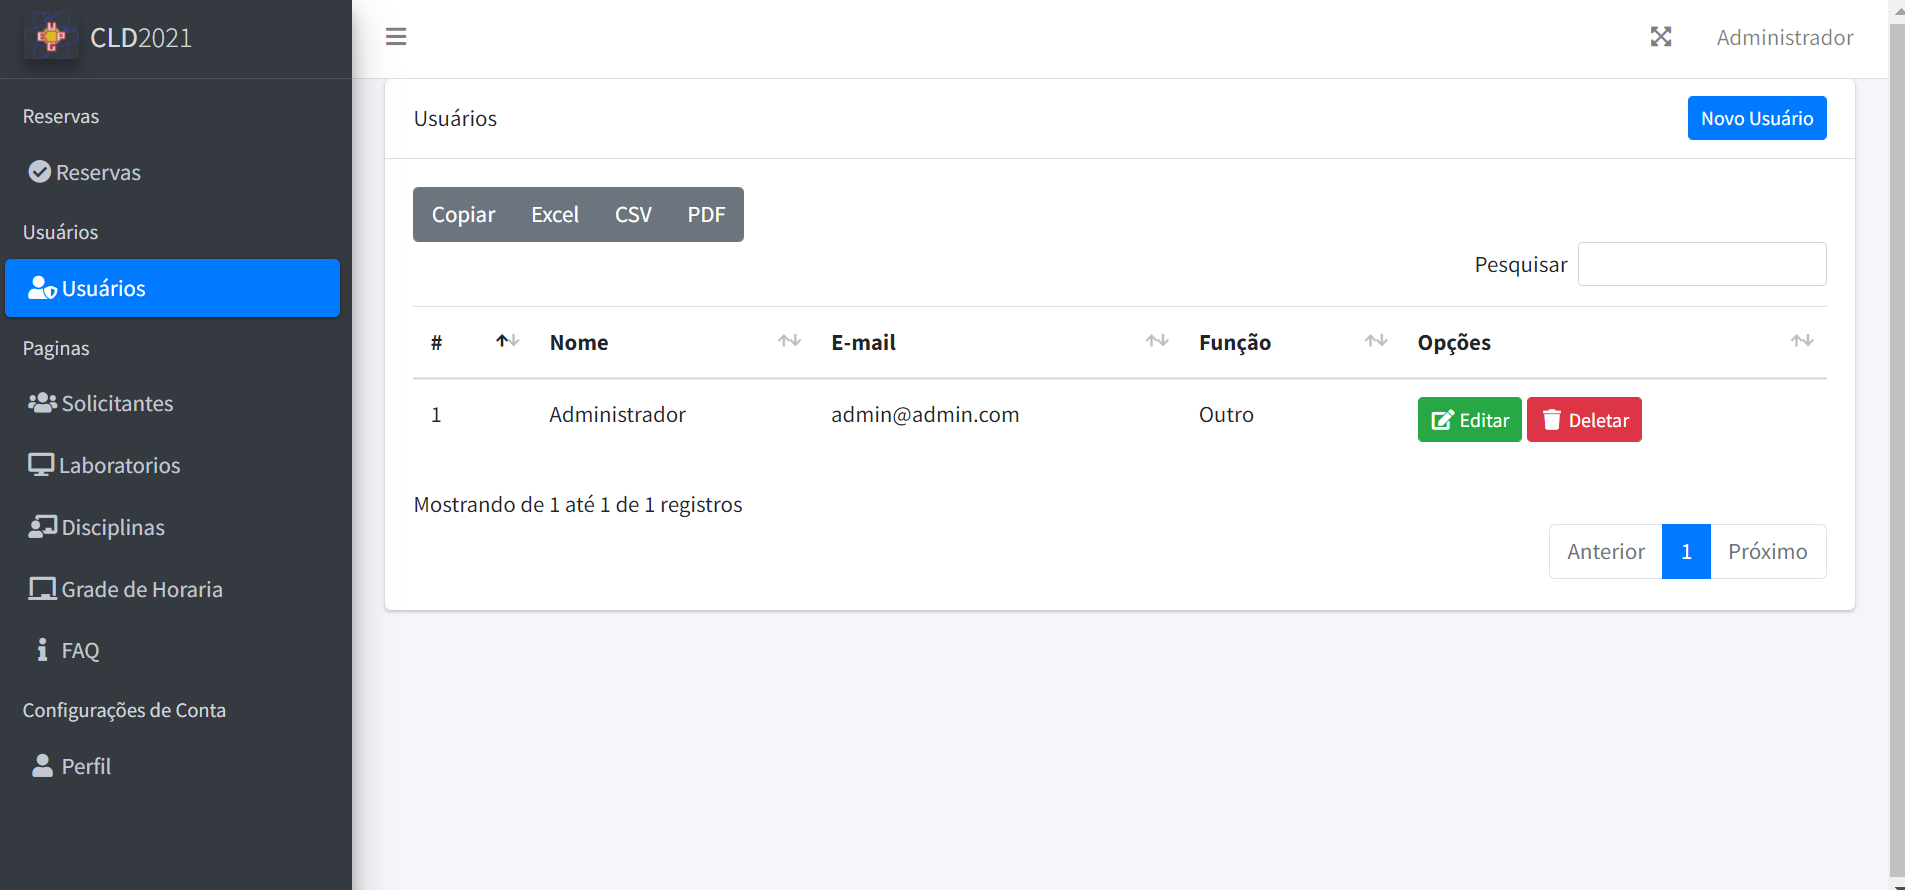 CLD2021
Administrador
Reservas
Reservas
Usuários
Usuários
Paginas
Solicitantes
Laboratorios
Disciplinas
Grade de Horaria
FAQ
Configurações de Conta
Perfil
Usuários
Novo Usuário
Copiar Excel CSV PDF
Pesquisar
# Nome E-mail Função Opções
1 Administrador admin@admin.com Outro Editar Deletar
Mostrando de 1 até 1 de 1 registros
Anterior 1 Próximo